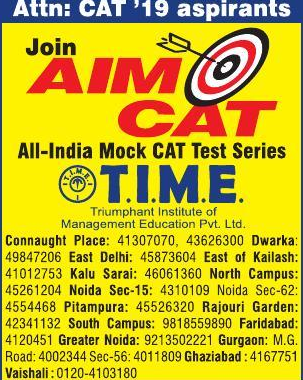 Attn: CAT ’19 aspirants
Join
AIM
CAT
All-India Mock CAT Test Series
T.I.M.E.
T.I.M.E.
Triumphant Institute of
Management Education Pvt. Ltd.
Connaught Place: 41307070, 43626300 Dwarka:
49847206 East Delhi: 45873604 East of Kailash:
41012753 Kalu Sarai: 46061360 North Campus:
45261204 Noida Sec-15: 4310109 Noida Sec-62:
4554468 Pitampura: 45526320 Rajouri Garden:
42341132 South Campus: 9818559890 Faridabad:
4120451 Greater Noida: 9213502221 Gurgaon: M.G.
Road: 4002344 Sec-56: 4011809 Ghaziabad : 4167751
Vaishali : 0120-4103180